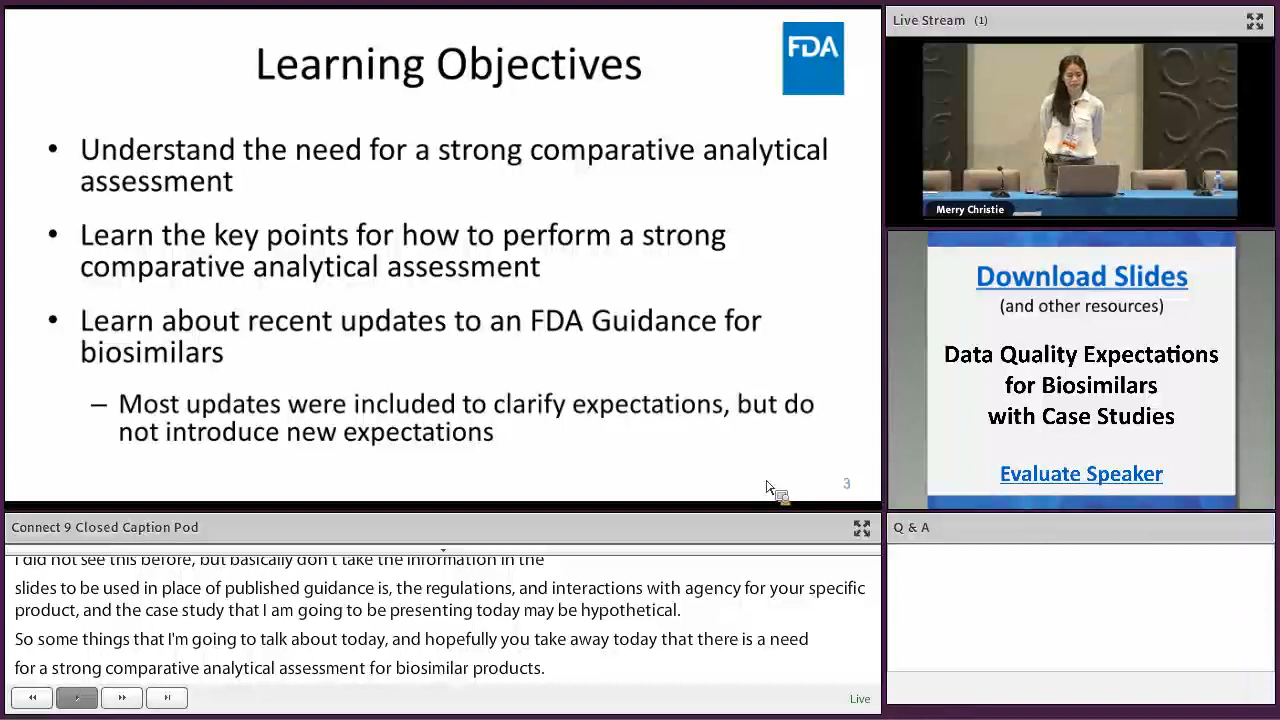 Learning Objectives
FDA
• Understand the need for a strong comparative analytical
assessment
• Learn the key points for how to perform a strong
comparative analytical assessment
• Learn about recent updates to an FDA Guidance for
biosimilars
– Most updates were included to clarify expectations, but do
not introduce new expectations
3
Live Stream (1)
Merry Christie
Download Slides
(and other resources)
Data Quality Expectations
for Biosimilars
with Case Studies
Evaluate Speaker
Connect 9 Closed Caption Pod
I did not see this before, but basically don't take the information in the
slides to be used in place of published guidance is, the regulations, and interactions with agency for your specific
product, and the case study that I am going to be presenting today may be hypothetical.
So some things that I'm going to talk about today, and hopefully you take away today that there is a need
for a strong comparative analytical assessment for biosimilar products.
Live
Q & A